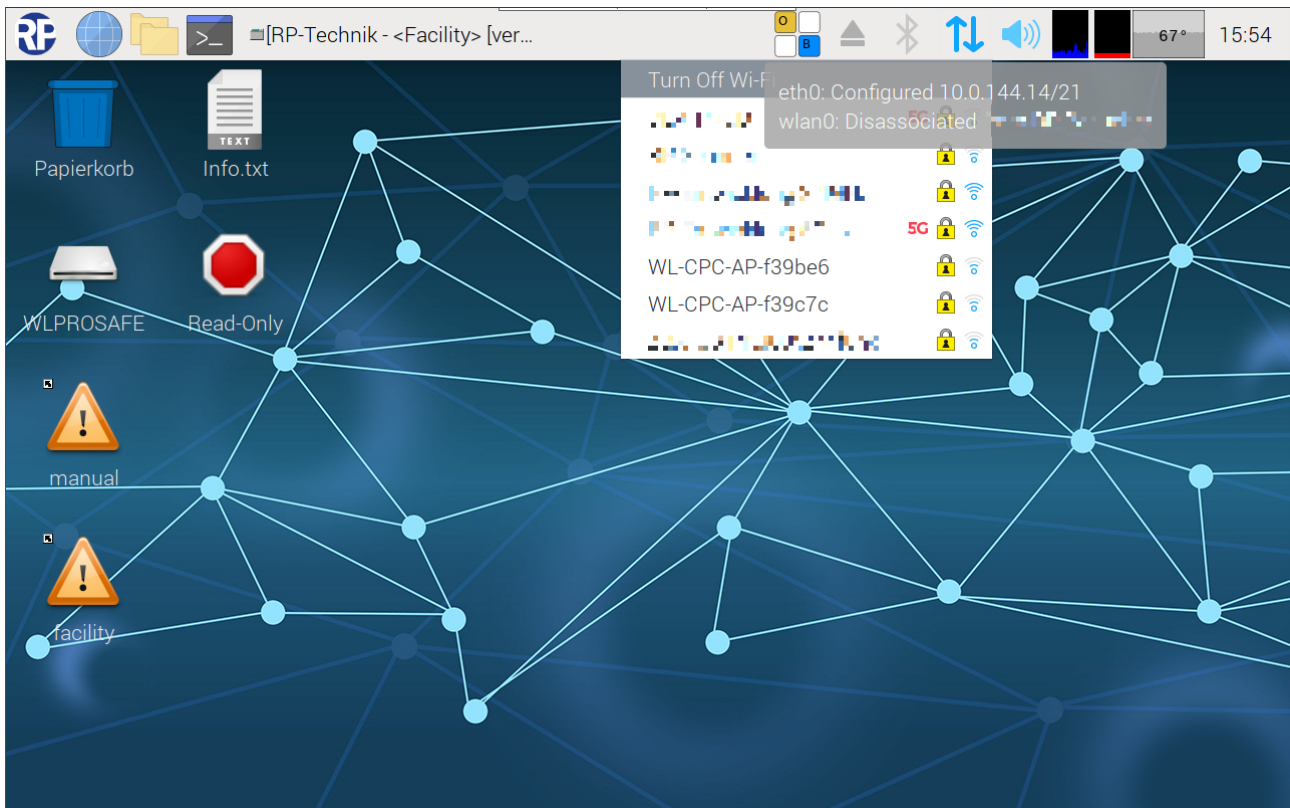 RP
>_
[RP-Technik - <Facility> [ver...
O
B
67°
15:54
Turn Off Wi-Fi
eth0: Configured 10.0.144.14/21
wlan0: Disassociated
5G
5G
WL-CPC-AP-f39be6
WL-CPC-AP-f39c7c
Papierkorb
TEXT
Info.txt
WLPROSAFE
Read-Only
manual
facility